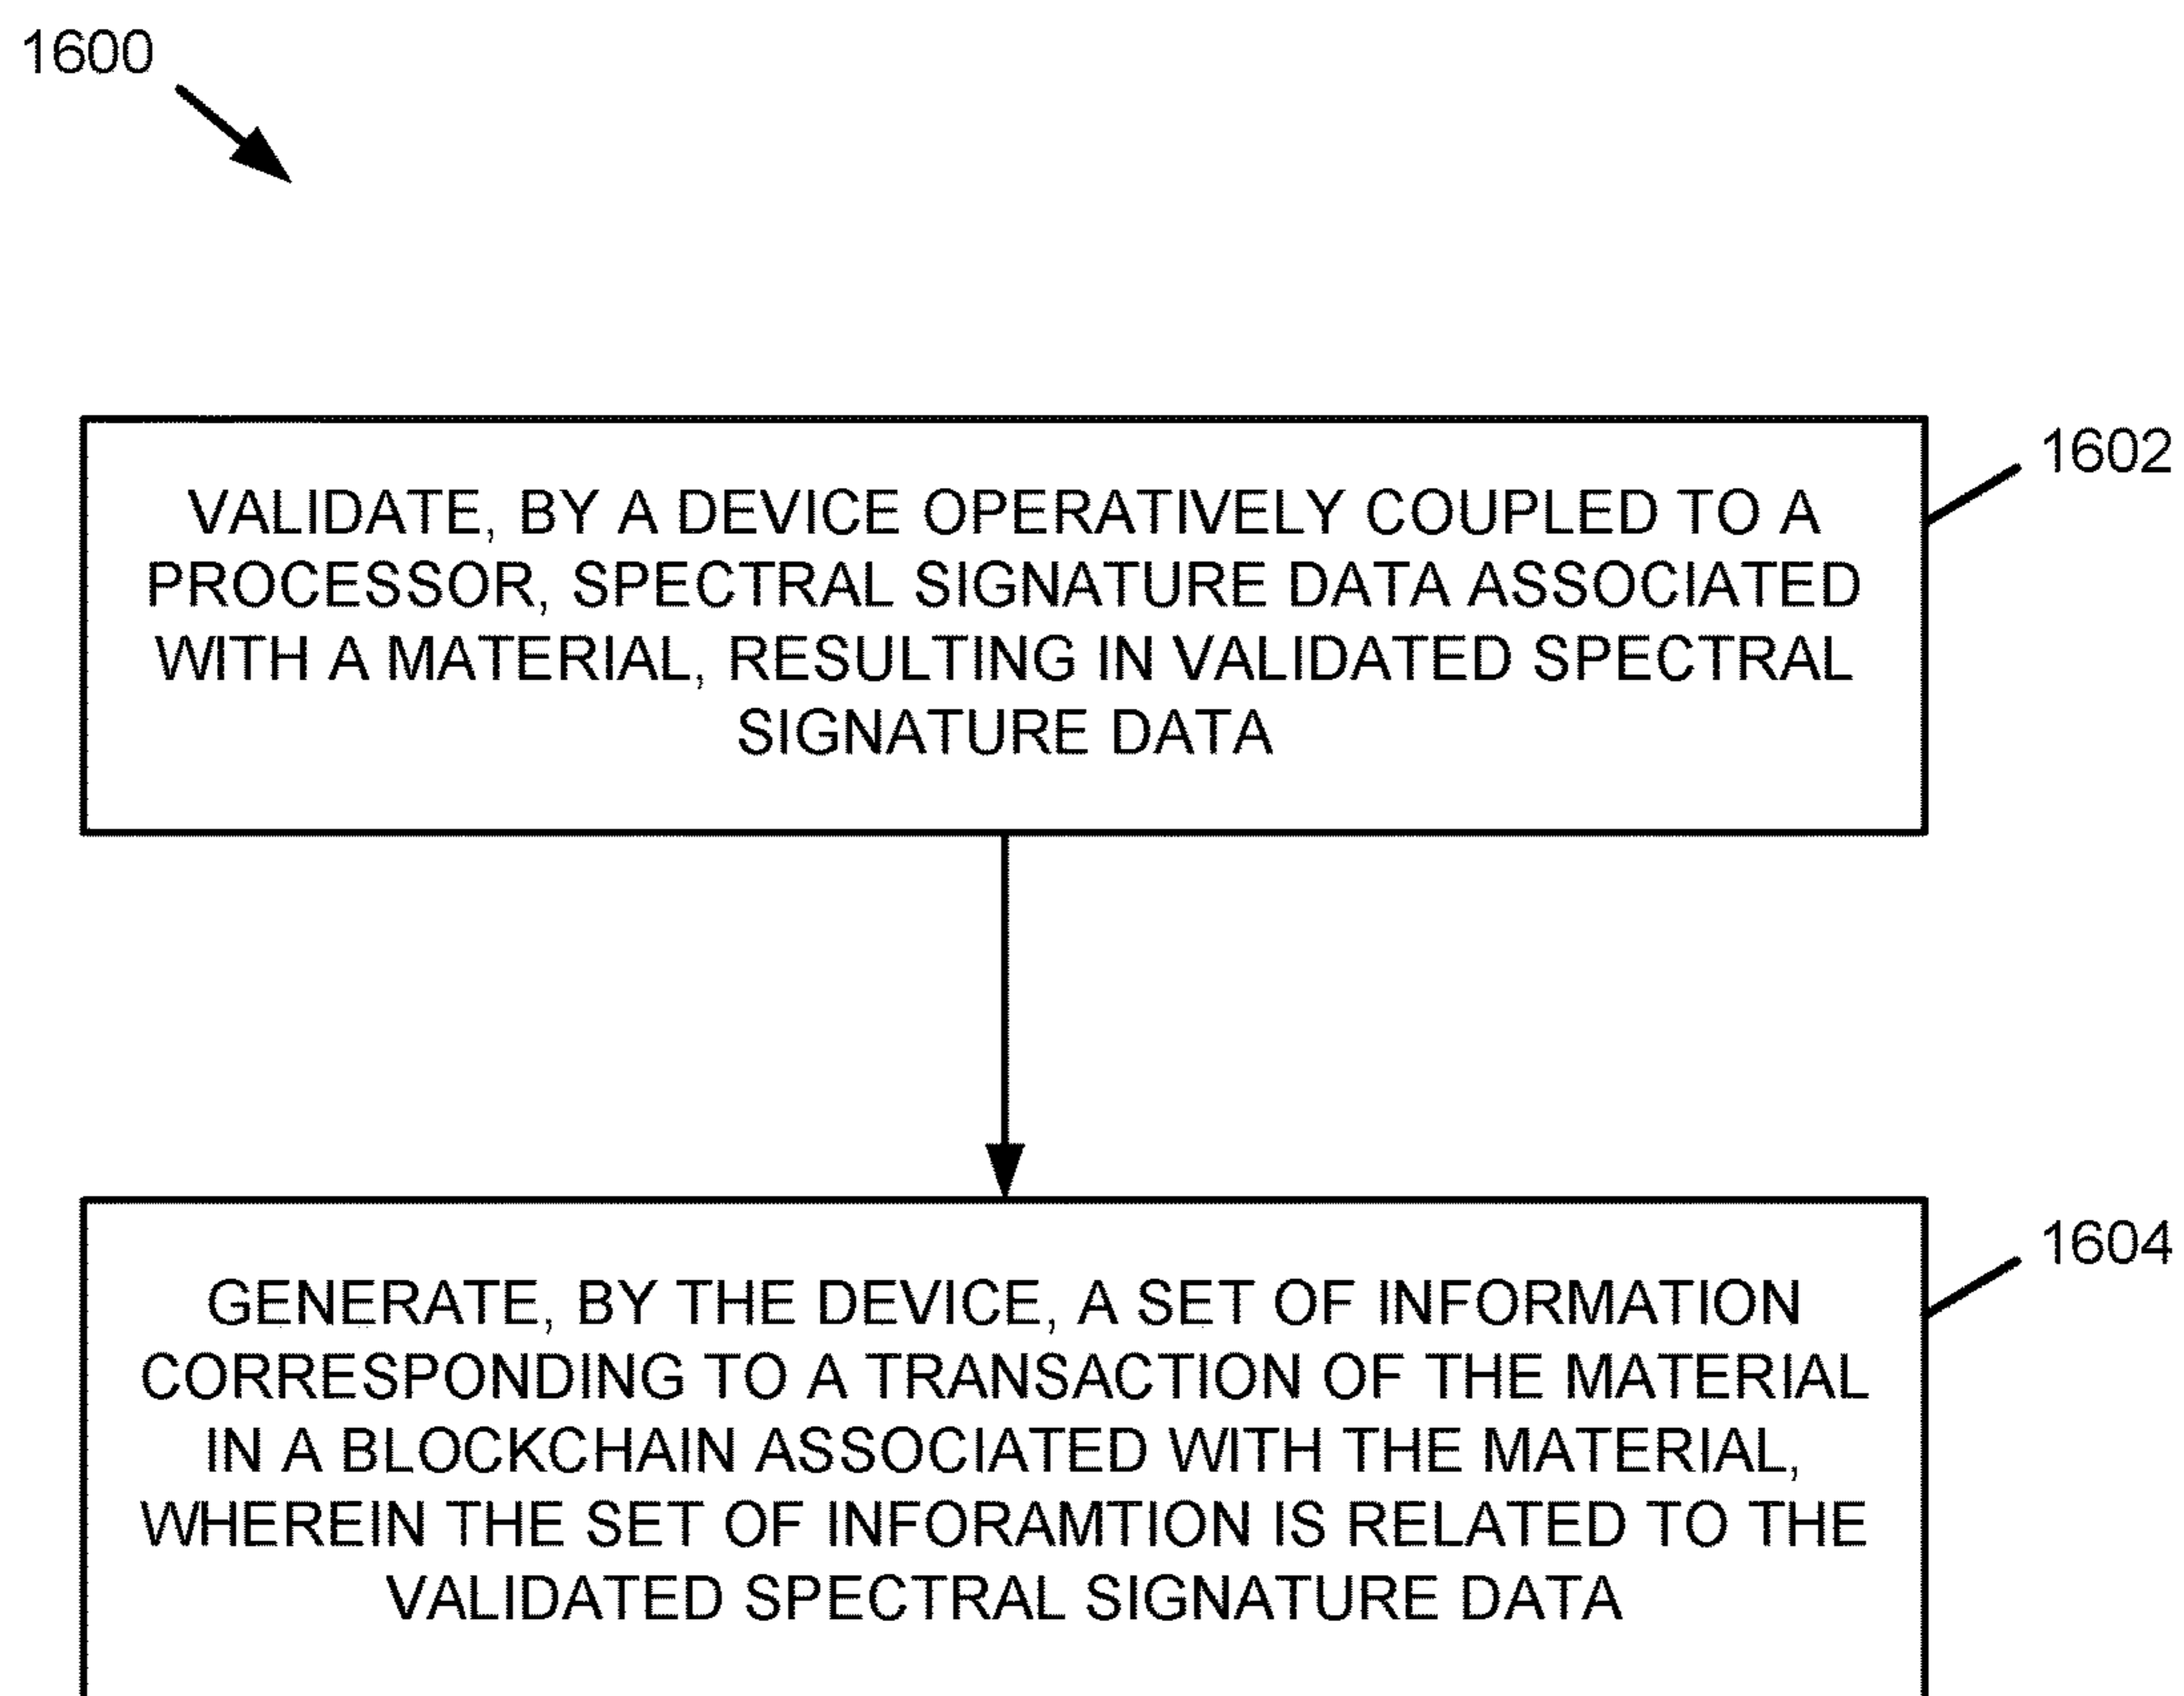 1600
1602
VALIDATE, BY A DEVICE OPERATIVELY COUPLED TO A
PROCESSOR, SPECTRAL SIGNATURE DATA ASSOCIATED
WITH A MATERIAL, RESULTING IN VALIDATED SPECTRAL
SIGNATURE DATA
1604
GENERATE, BY THE DEVICE, A SET OF INFORMATION
CORRESPONDING TO A TRANSACTION OF THE MATERIAL
IN A BLOCKCHAIN ASSOCIATED WITH THE MATERIAL,
WHEREIN THE SET OF INFORAMTION IS RELATED TO THE
VALIDATED SPECTRAL SIGNATURE DATA